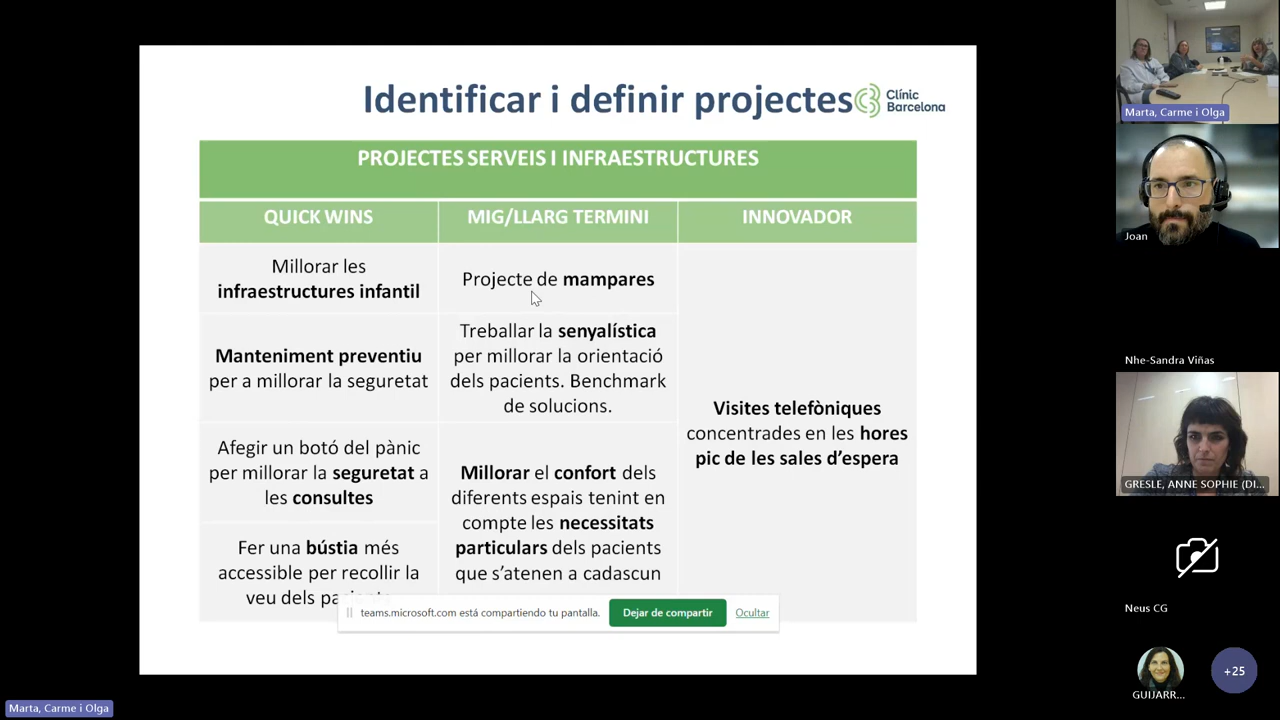 Identificar i definir projectes
Clínic
Barcelona
PROJECTES SERVEIS I INFRAESTRUCTURES
QUICK WINS
MIG/LLARG TERMINI
INNOVADOR
Millorar les
infraestructures infantil
Manteniment preventiu
per a millorar la seguretat
Afegir un botó del pànic
per millorar la seguretat a
les consultes
Fer una bústia més
accessible per recollir la
veu dels
Projecte de mampares
Treballar la senyalística
per millorar la orientació
dels pacients. Benchmark
de solucions.
Millorar el confort dels
diferents espais tenint en
compte les necessitats
particulars dels pacients
que s’atenen a cadascun
Visites telefòniques
concentrades en les hores
pic de les sales d’espera
teams.microsoft.com está compartiendo tu pantalla.
Dejar de compartir
Ocultar
Marta, Carme i Olga
Joan
Nhe-Sandra Viñas
GRESLE, ANNE SOPHIE (DI...
Neus CG
GUIJARR...
+25
Marta, Carme i Olga